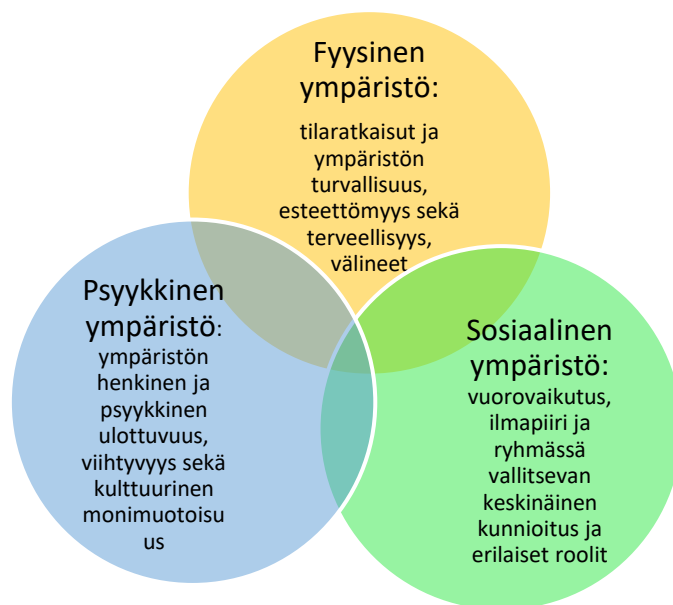 Fyysinen
ympäristö:
tilaratkaisut ja
ympäristön
turvallisuus,
esteettömyys sekä
terveellisyys,
välineet
Psyykkinen
ympäristö:
ympäristön
henkinen ja
psyykkinen
ulottuvuus,
viihtyvyys sekä
kulttuurinen
monimuotoisu
us
Sosiaalinen
ympäristö:
vuorovaikutus,
ilmapiiri ja
ryhmässä
vallitsevan
keskinäinen
kunnioitus ja
erilaiset roolit